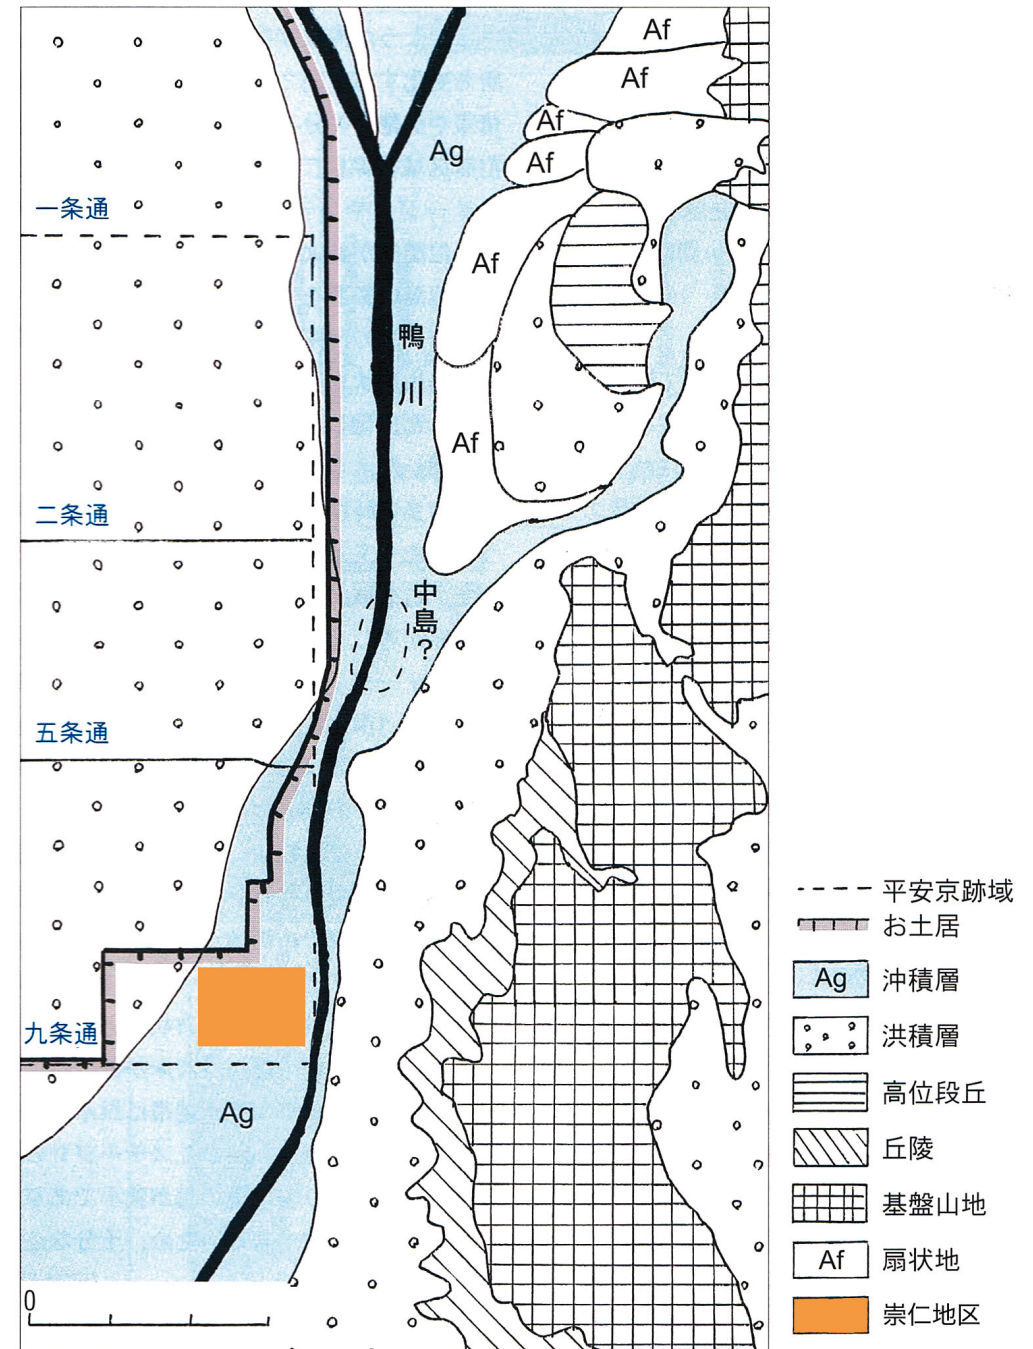 Af
Af
Af
Af
Ag
一条通
Af
鴨川
Af
二条通
中島?
五条通
九条通
Ag
0
平安京跡域
お土居
Ag 沖積層
洪積層
高位段丘
丘陵
基盤山地
Af 扇状地
崇仁地区